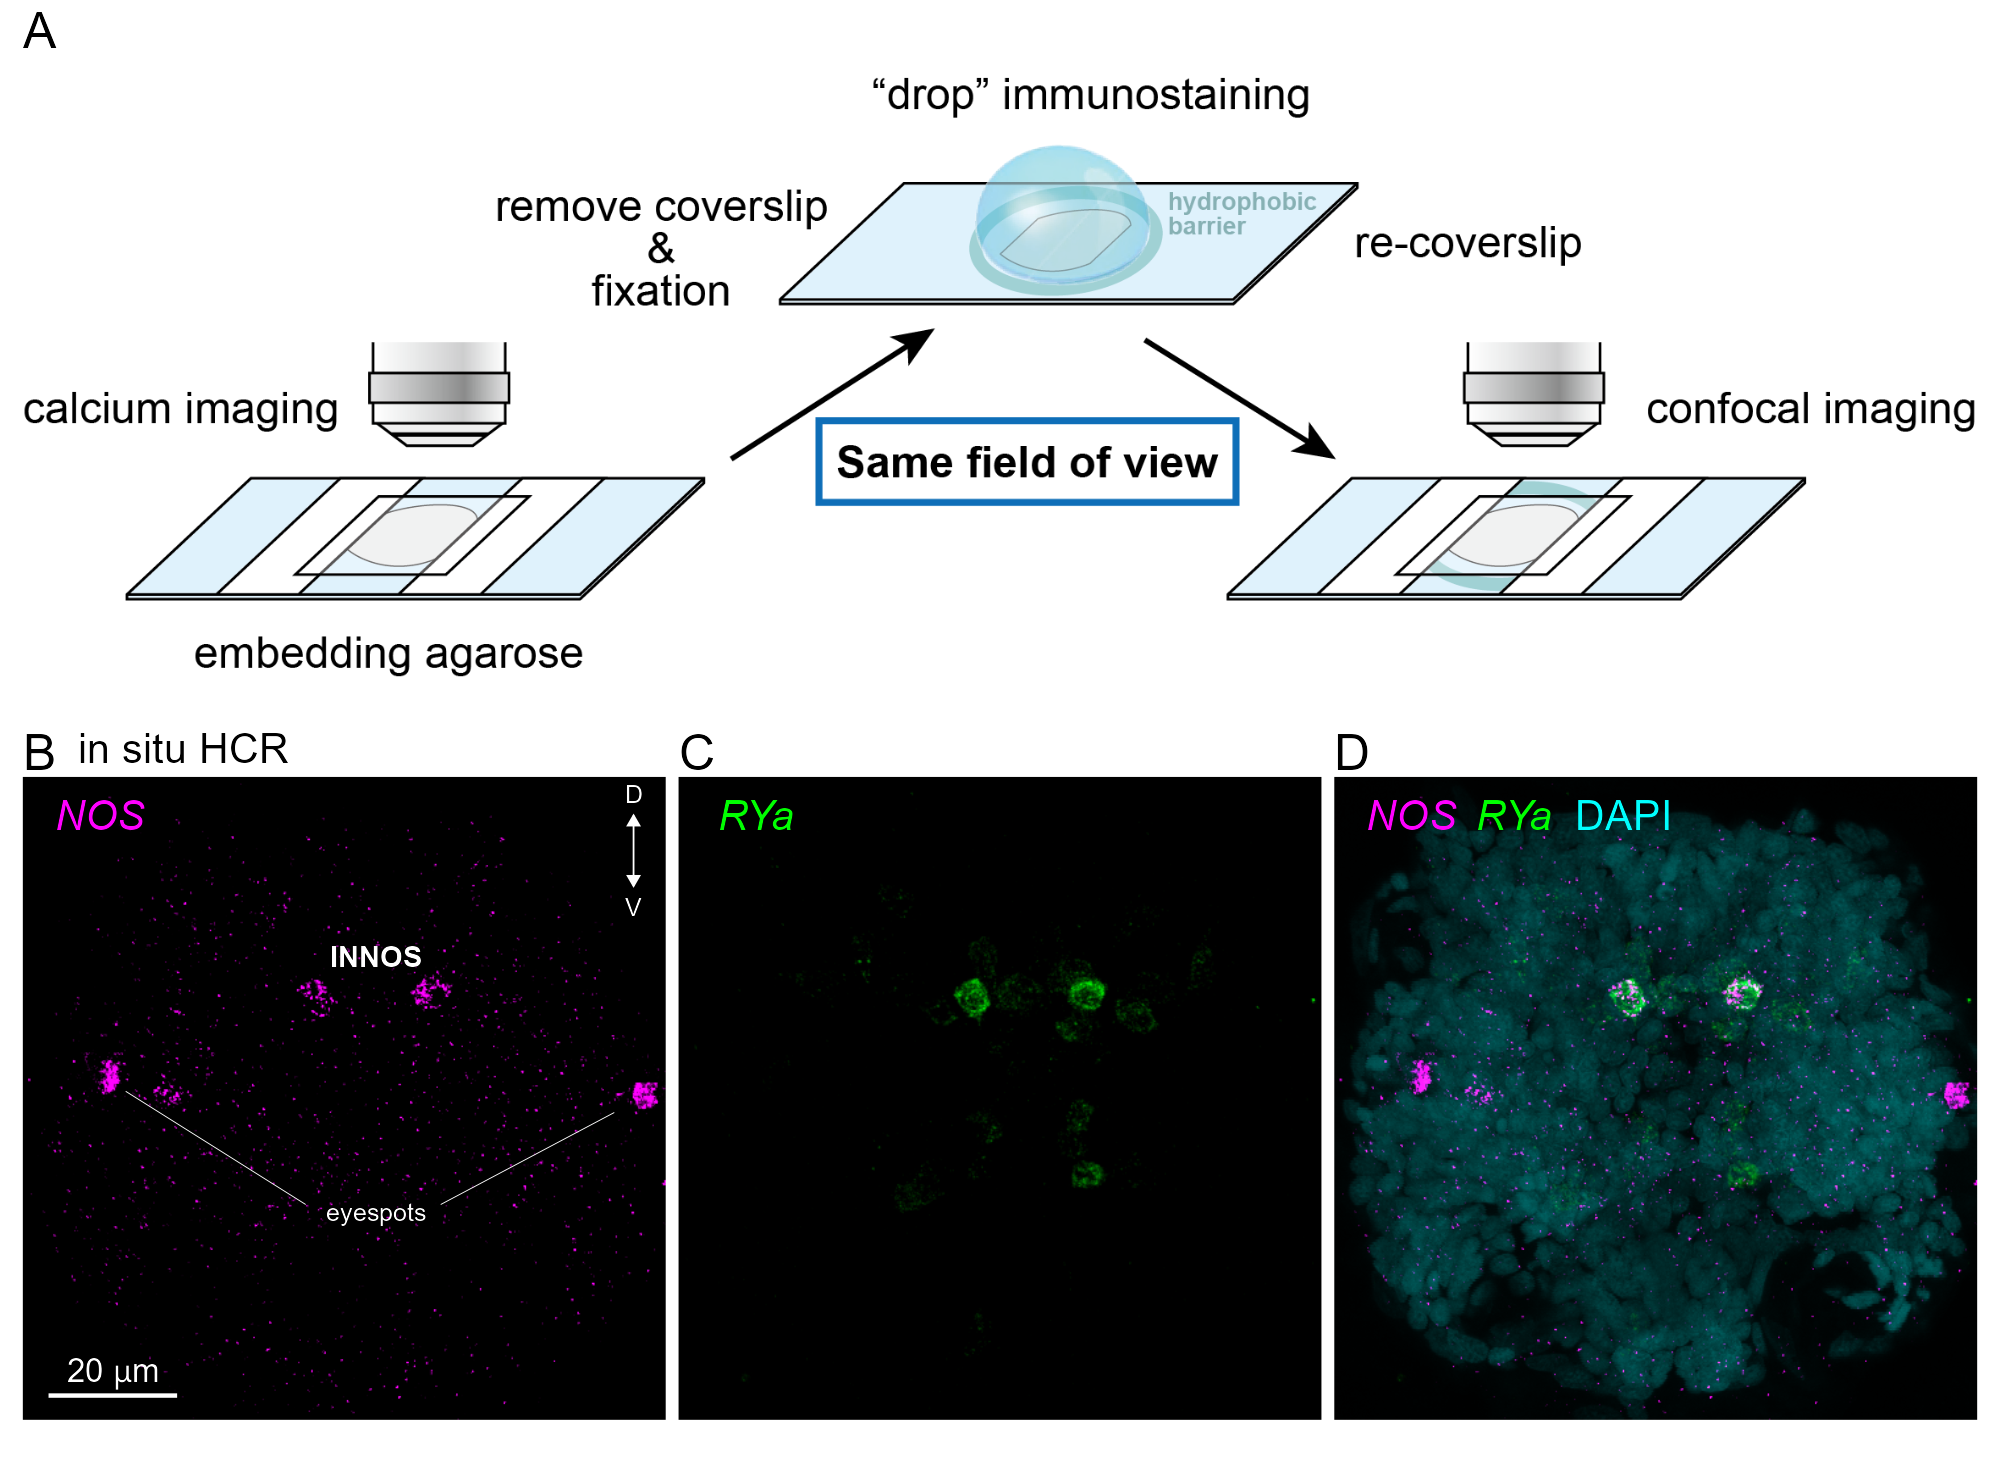 A
“drop” immunostaining
remove coverslip
&
fixation
hydrophobic
barrier
re-coverslip
calcium imaging
Same field of view
confocal imaging
embedding agarose
B in situ HCR
NOS
D
V
INNOS
eyespots
20 µm
C
RYa
D
NOS RYa DAPI